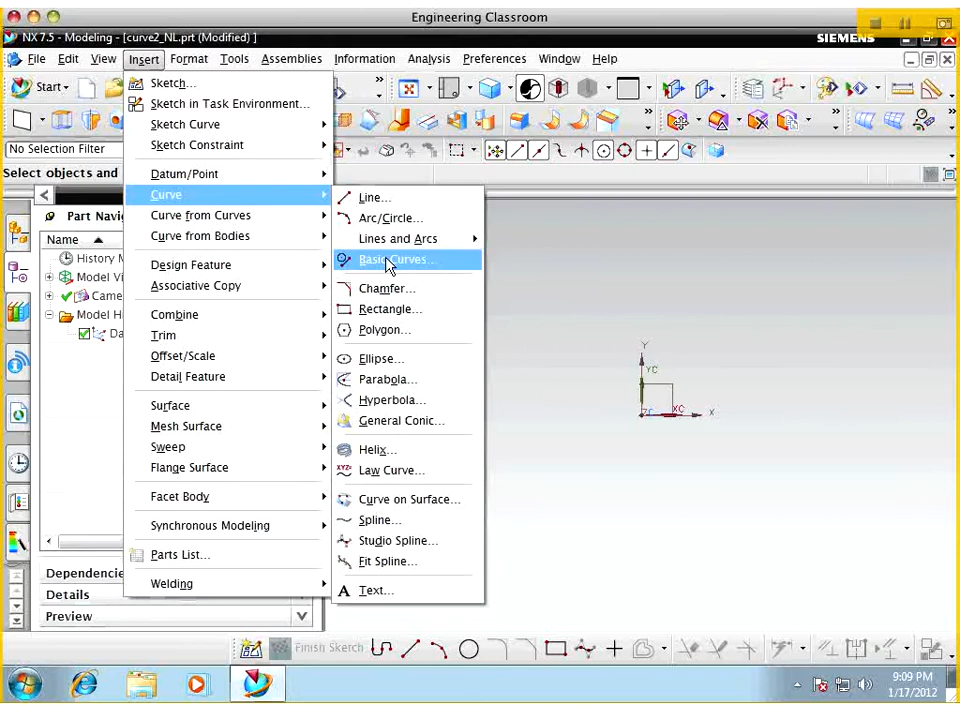 Engineering Classroom
NX 7.5 - Modeling - [curve2_NL.prt (Modified) ]
SIEMENS
File Edit View Insert Format Tools Assemblies Information Analysis Preferences Window Help
Start
No Selection Filter
Select objects and
Part Navi
Name
History M
Model Vi
Came
Model Hi
Da
Dependencie
Details
Preview
Sketch...
Sketch in Task Environment...
Sketch Curve
Sketch Constraint
Datum/Point
Curve
Curve from Curves
Curve from Bodies
Design Feature
Associative Copy
Combine
Trim
Offset/Scale
Detail Feature
Surface
Mesh Surface
Sweep
Flange Surface
Facet Body
Synchronous Modeling
Parts List...
Welding
Line...
Arc/Circle...
Lines and Arcs
Basic Curves...
Chamfer...
Rectangle...
Polygon...
Ellipse...
Parabola...
Hyperbola...
General Conic...
Helix...
Law Curve...
Curve on Surface...
Spline...
Studio Spline...
Fit Spline...
Text...
Y
YC
ZC
XC
X
Finish Sketch
9:09 PM
1/17/2012